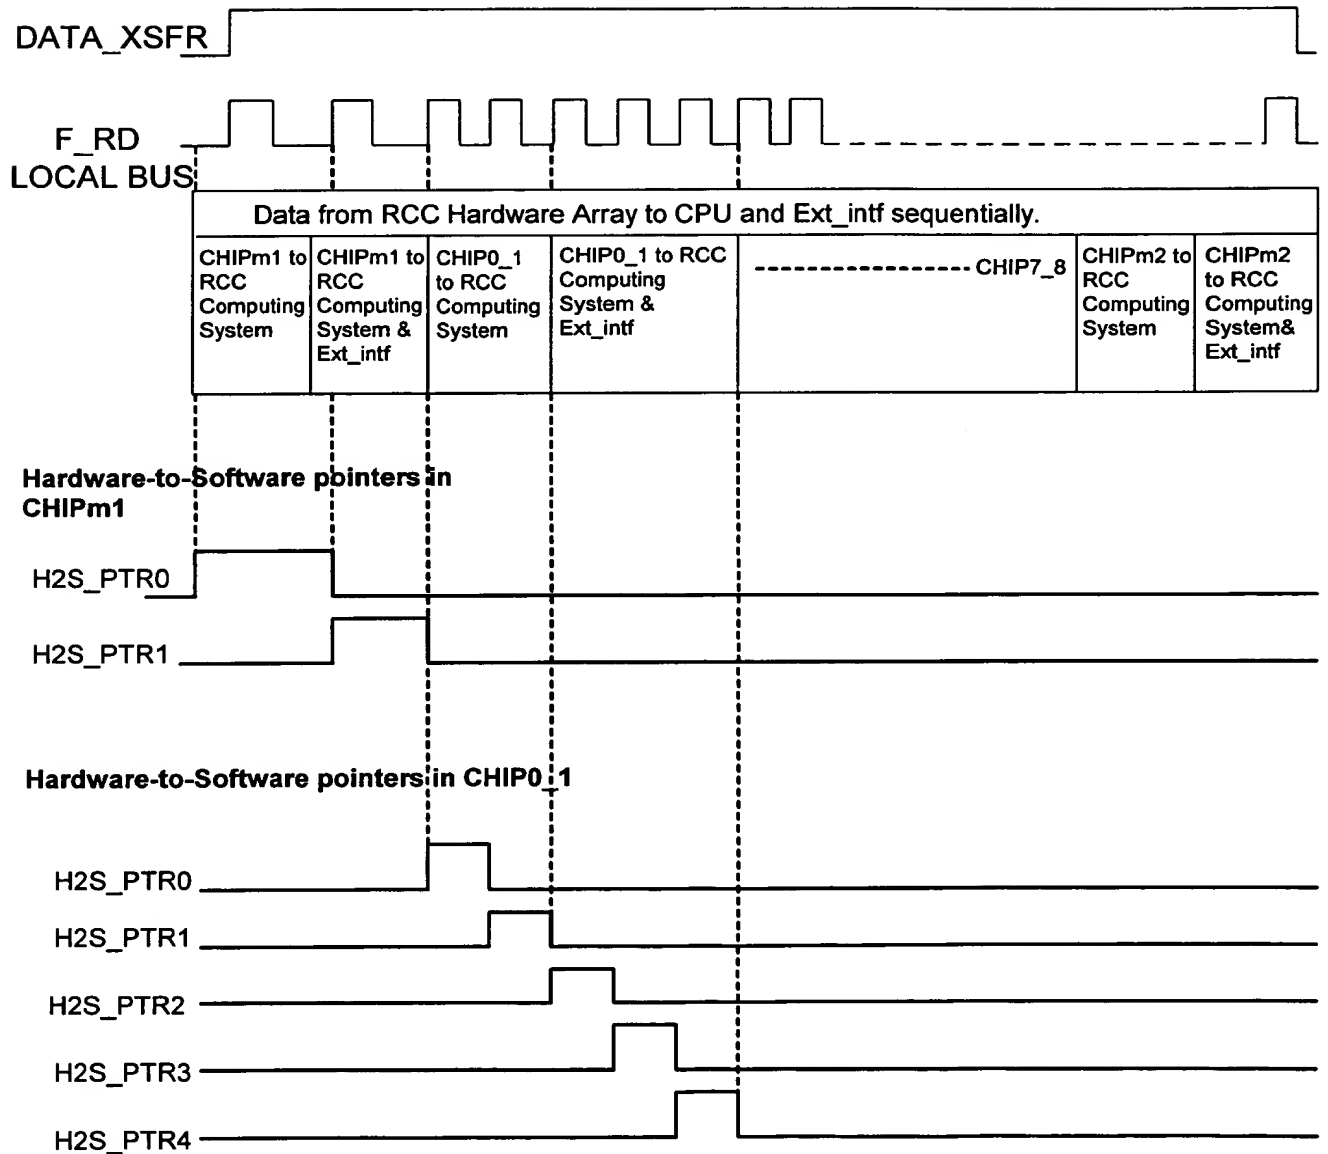 DATA_XSFR
F_RD
LOCAL BUS
Data from RCC Hardware Array to CPU and Ext_intf sequentially.
CHIPm1 to
RCC
Computing
System
CHIPm1 to
RCC
Computing
System &
Ext_intf
CHIP0_1
to RCC
Computing
System
CHIP0_1 to RCC
Computing
System &
Ext_intf
CHIP7_8
CHIPm2 to
RCC
Computing
System
CHIPm2
to RCC
Computing
System&
Ext_intf
Hardware-to-Software pointers in
CHIPm1
H2S_PTR0
H2S_PTR1
Hardware-to-Software pointers in CHIP0_1
H2S_PTR0
H2S_PTR1
H2S_PTR2
H2S_PTR3
H2S_PTR4